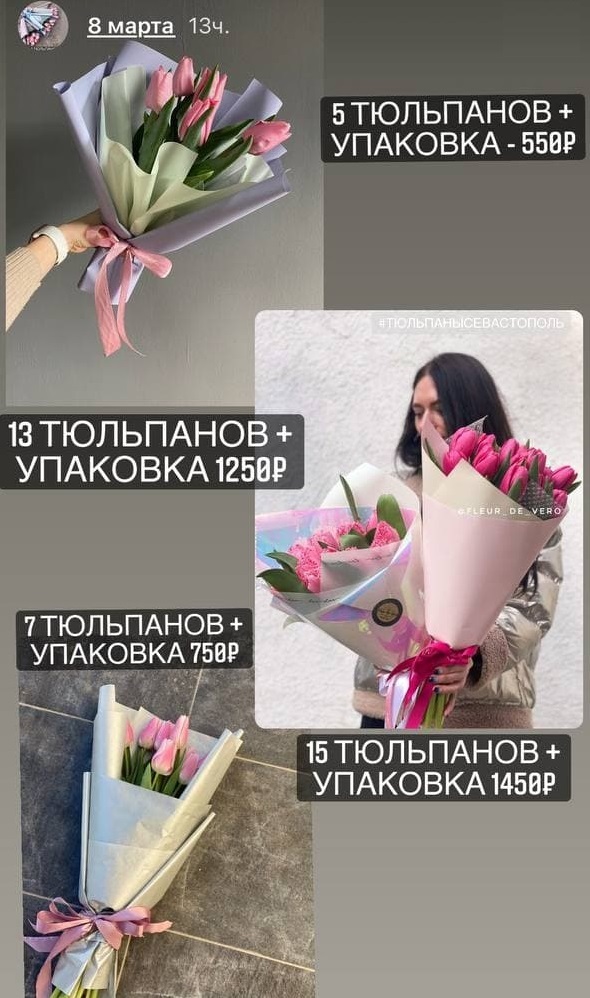 8 марта 13ч.
5 ТЮЛЬПАНОВ +
УПАКОВКА - 550₽
#ТЮЛЬПАНЫСЕВАСТОПОЛЬ
13 ТЮЛЬПАНОВ +
УПАКОВКА 1250₽
@FLEUR_DE_VERO
7 ТЮЛЬПАНОВ +
УПАКОВКА 750₽
15 ТЮЛЬПАНОВ +
УПАКОВКА 1450₽